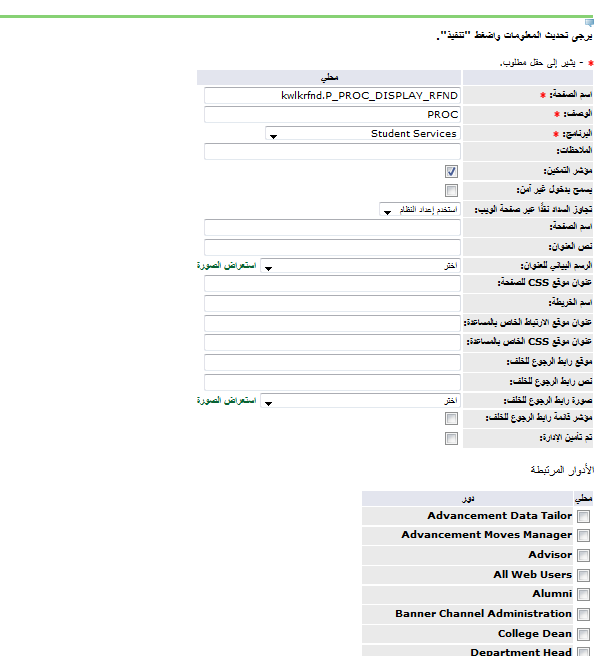 يرجى تحديث المعلومات واضغط "تنفيذ".
* - يشير إلى حقل مطلوب.
محلي
اسم الصفحة: * kwlkrfnd.P_PROC_DISPLAY_RFND
الوصف: * PROC
البرنامج: * Student Services
الملاحظات:
مؤشر التمكين:
يسمح بدخول غير آمن:
تجاوز السداد نقدًا عبر صفحة الويب: استخدم إعداد النظام
اسم الصفحة:
نص العنوان:
الرسم البياني للعنوان: اختر استعراض الصورة
عنوان موقع CSS للصفحة:
اسم الخريطة:
عنوان موقع الارتباط الخاص بالمساعدة:
عنوان موقع CSS الخاص بالمساعدة:
موقع رابط الرجوع للخلف:
نص رابط الرجوع للخلف:
صورة رابط الرجوع للخلف: اختر استعراض الصورة
مؤشر قائمة رابط الرجوع للخلف:
تم تأمين الإدارة:
الأدوار المرتبطة
محلي دور
Advancement Data Tailor
Advancement Moves Manager
Advisor
All Web Users
Alumni
Banner Channel Administration
College Dean
Department Head